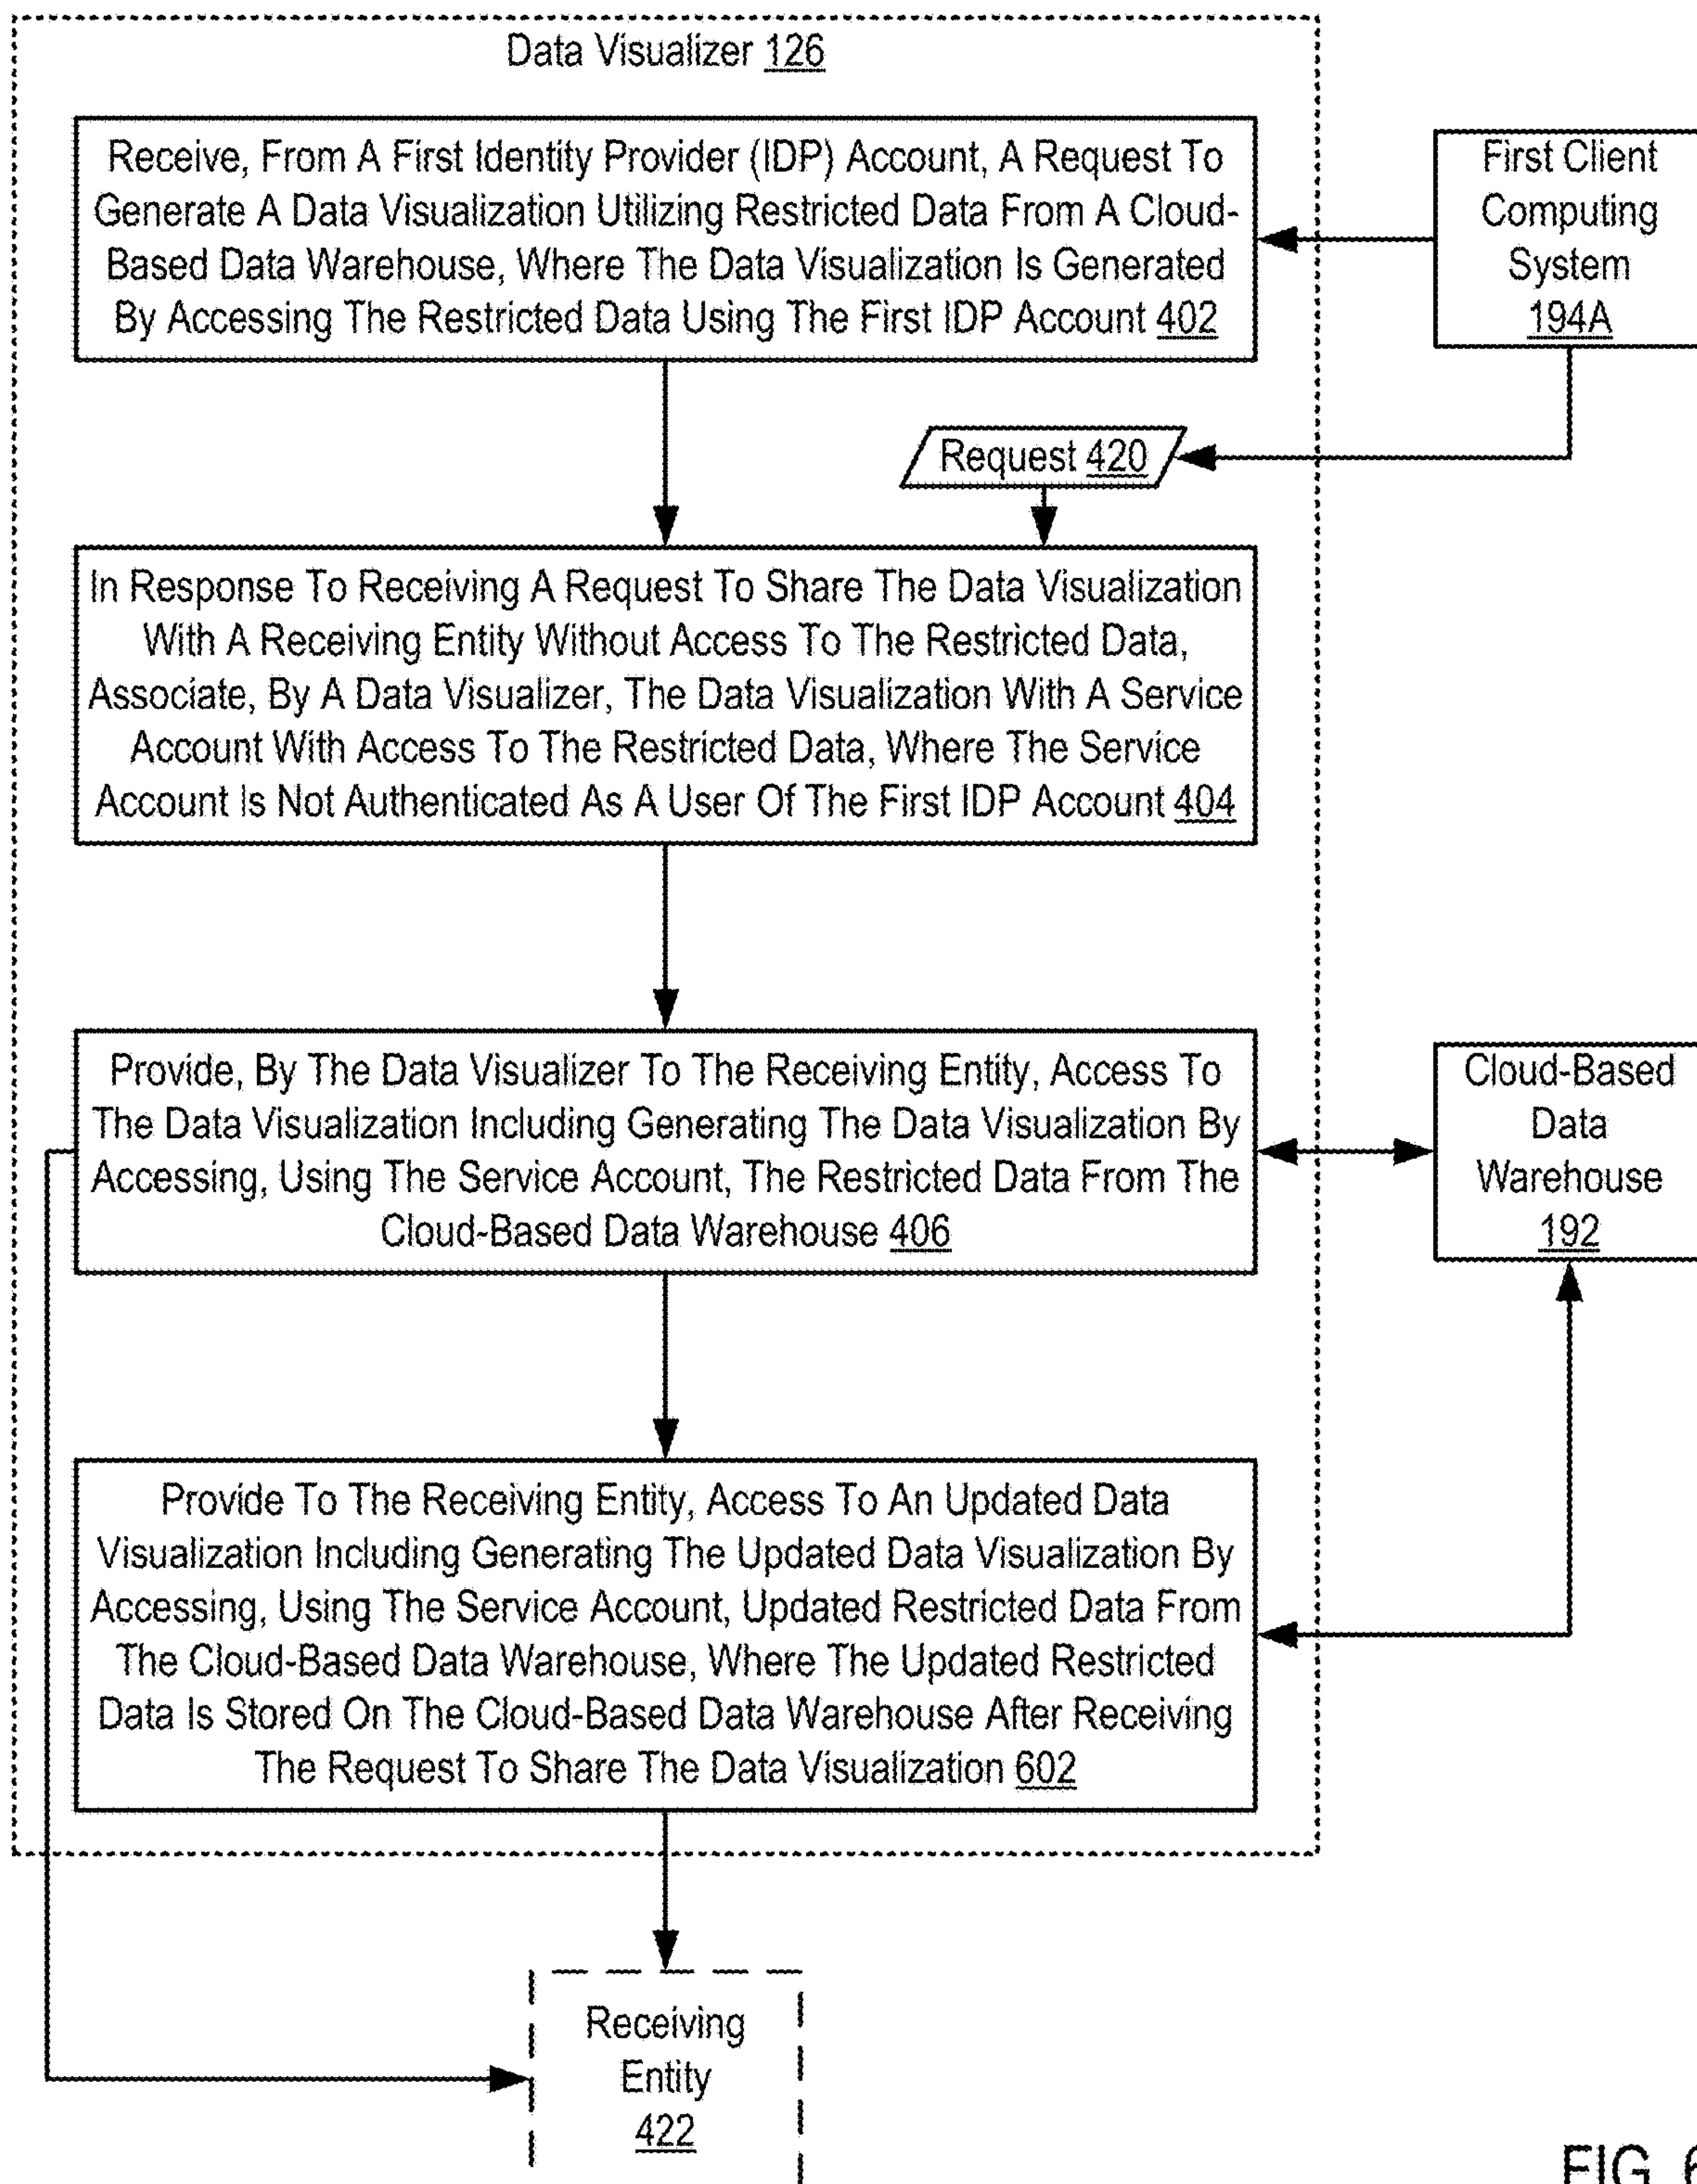 Data Visualizer 126
Receive, From A First Identity Provider (IDP) Account, A Request To
Generate A Data Visualization Utilizing Restricted Data From A Cloud-
Based Data Warehouse, Where The Data Visualization Is Generated
By Accessing The Restricted Data Using The First IDP Account 402
First Client
Computing
System
194A
Request 420
In Response To Receiving A Request To Share The Data Visualization
With A Receiving Entity Without Access To The Restricted Data,
Associate, By A Data Visualizer, The Data Visualization With A Service
Account With Access To The Restricted Data, Where The Service
Account Is Not Authenticated As A User Of The First IDP Account 404
Provide, By The Data Visualizer To The Receiving Entity, Access To
The Data Visualization Including Generating The Data Visualization By
Accessing, Using The Service Account, The Restricted Data From The
Cloud-Based Data Warehouse 406
Cloud-Based
Data
Warehouse
192
Provide To The Receiving Entity, Access To An Updated Data
Visualization Including Generating The Updated Data Visualization By
Accessing, Using The Service Account, Updated Restricted Data From
The Cloud-Based Data Warehouse, Where The Updated Restricted
Data Is Stored On The Cloud-Based Data Warehouse After Receiving
The Request To Share The Data Visualization 602
Receiving
Entity
422
FIG. 6